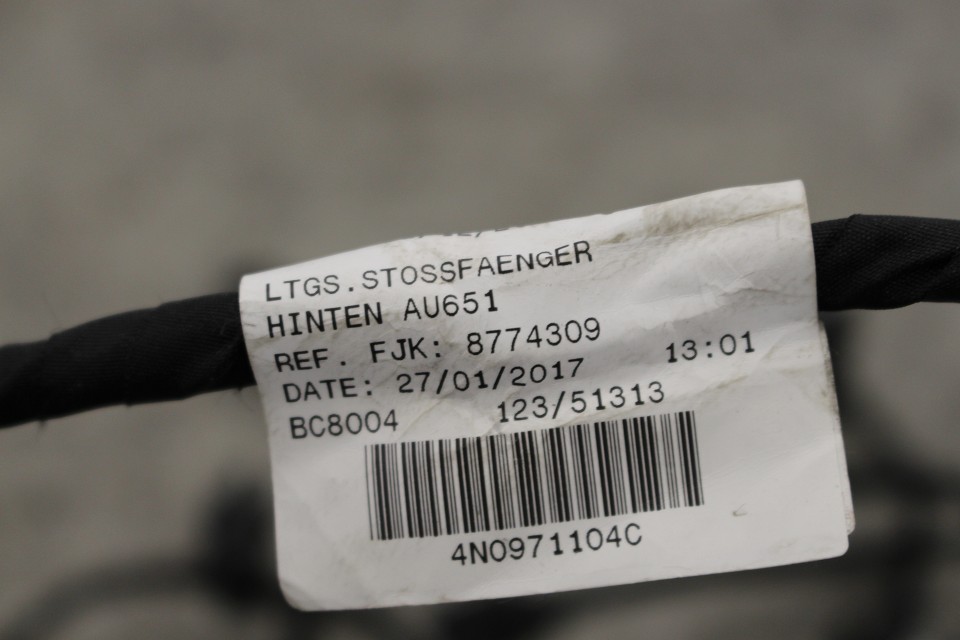 LTGS.STOSSFAENGER
HINTEN AU651
REF. FJK: 8774309
DATE: 27/01/2017 13:01
BC8004 123/51313
4N0971104C